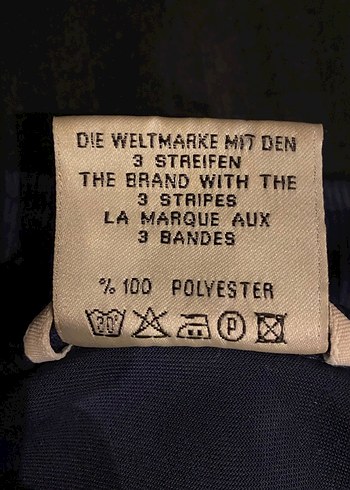 DIE WELTMARKE MIT DEN
3 STREIFEN
THE BRAND WITH THE
3 STRIPES
LA MARQUE AUX
3 BANDES
% 100 POLYESTER
30° P